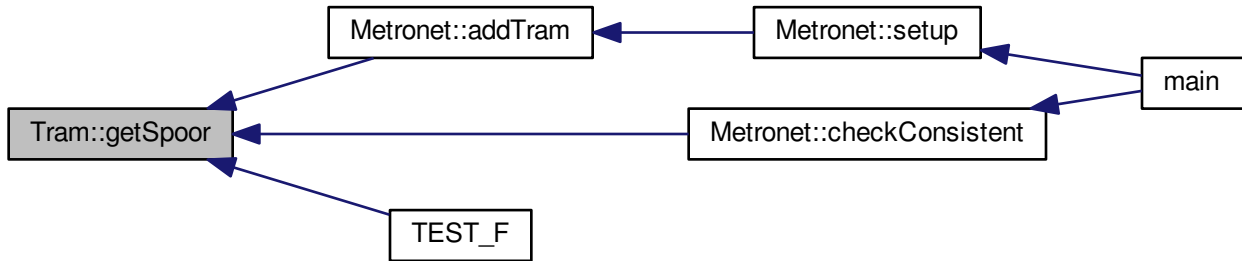 Metronet::addTram
Metronet::setup
main
Tram::getSpoor
Metronet::checkConsistent
TEST_F